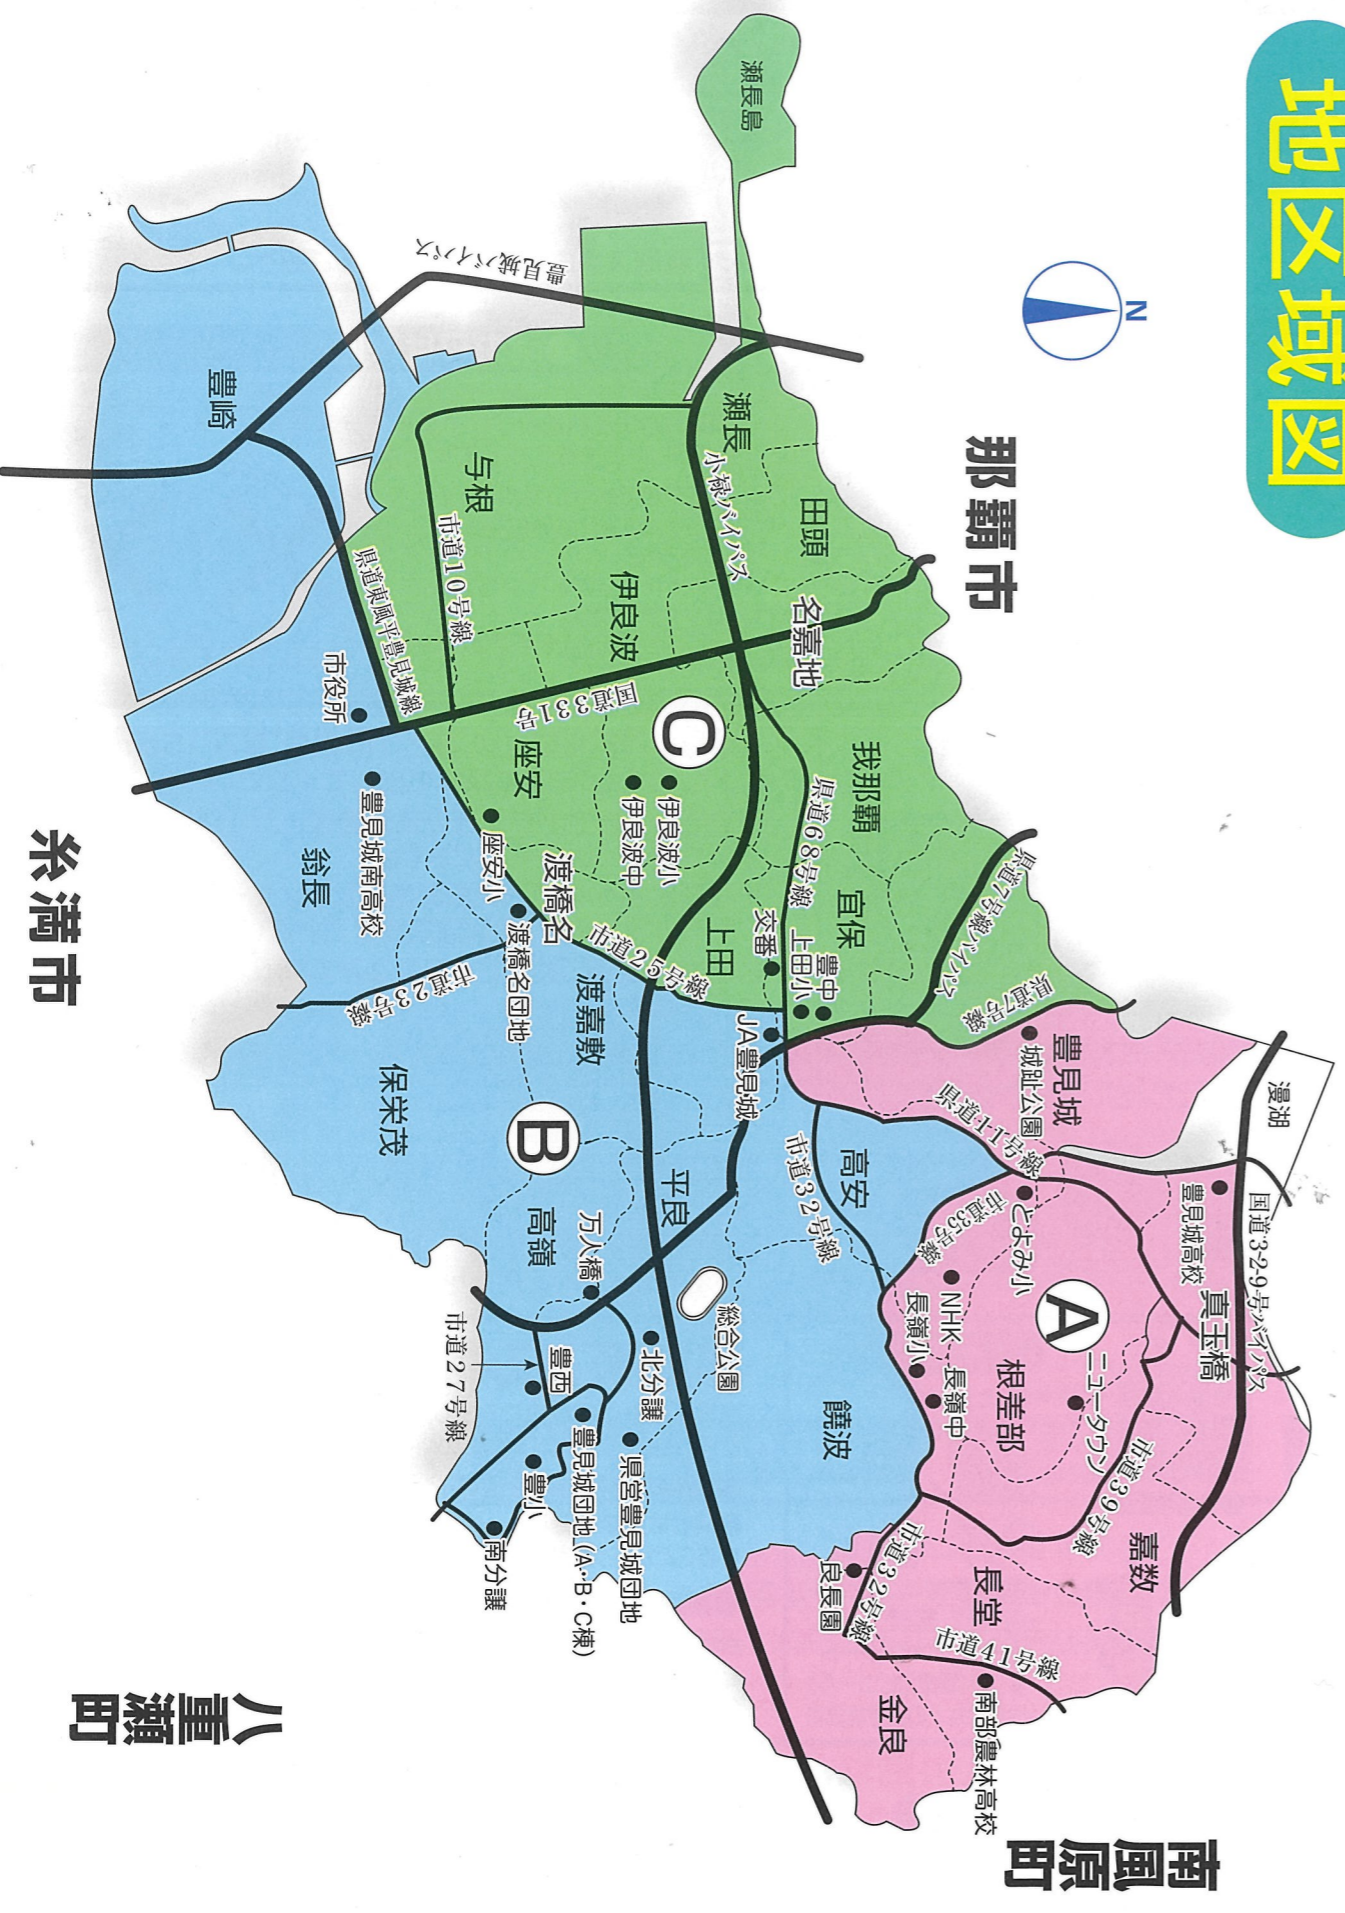 地区域図
N
那覇市
糸満市
八重瀬町
南風原町
瀬長島
豊見城バイパス
瀬長
小禄バイパス
田頭
名嘉地
与根
市道10号線
伊良波
豊崎
県道東風平豊見城線
市役所
国道331号
C
座安
伊良波小
伊良波中
我那覇
県道68号線
宜保
県道7号線バイパス
県道7号線
交番
上田
上田小
豊中
豊見城南高校
翁長
座安小
渡橋名
渡橋名団地
市道25号線
市道23号線
渡嘉敷
JA豊見城
保栄茂
B
平良
高嶺
万人橋
高安
市道32号線
総合公園
北分譲
豊西
市道27号線
豊見城団地(A・B・C棟)
豊小
県営豊見城団地
南分譲
饒波
豊見城
城趾公園
県道11号線
漫湖
国道329号バイパス
豊見城高校
真玉橋
とよみ小
市道35号線
A
NHK
長嶺小
長嶺中
根差部
ニュータウン
市道39号線
嘉数
長堂
市道32号線
良長園
市道41号線
南部農林高校
金良